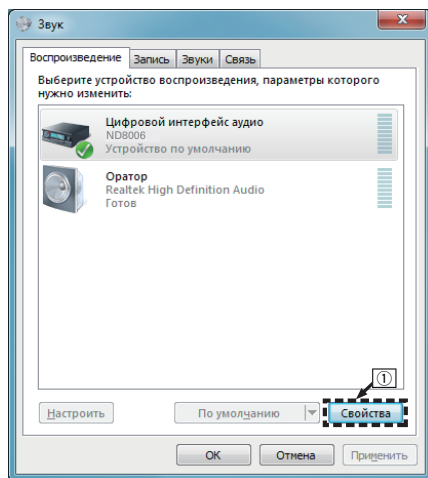 Звук
Воспроизведение Запись Звуки Связь
Выберите устройство воспроизведения, параметры которого
нужно изменить:
Цифровой интерфейс аудио
ND8006
Устройство по умолчанию
Оратор
Realtek High Definition Audio
Готов
①
Настроить По умолчанию Свойства
OK Отмена Применить